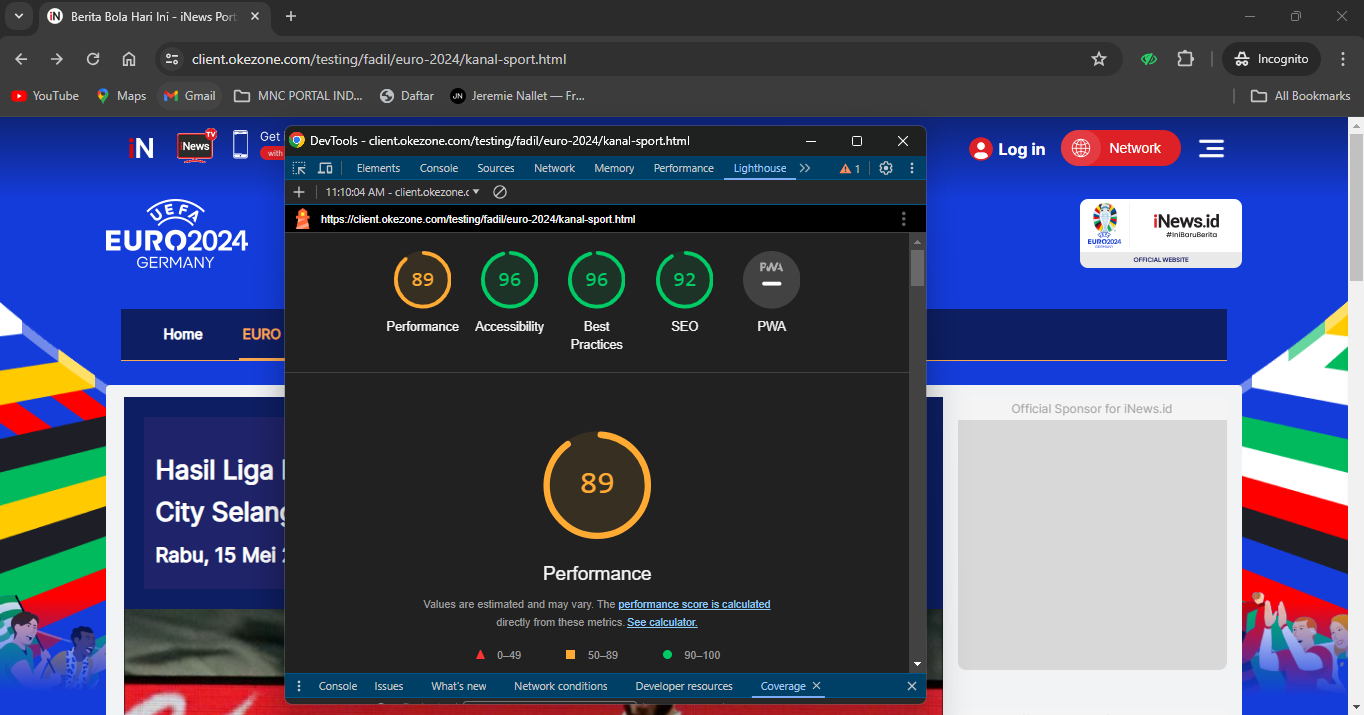 Berita Bola Hari Ini - iNews Port
client.okezone.com/testing/fadil/euro-2024/kanal-sport.html
Incognito
YouTube
Maps
Gmail
MNC PORTAL IND...
Daftar
JN
Jeremie Nallet — Fr...
All Bookmarks
iN
iNews
TV
Get
with
Log in
Network
DevTools - client.okezone.com/testing/fadil/euro-2024/kanal-sport.html
Elements
Console
Sources
Network
Memory
Performance
Lighthouse
1
11:10:04 AM - client.okezone.c
https://client.okezone.com/testing/fadil/euro-2024/kanal-sport.html
UEFA
EURO2024
GERMANY
EURO2024
GERMANY
iNews.id
#IniBaruBerita
OFFICIAL WEBSITE
89
96
96
92
PWA
Performance
Accessibility
Best
Practices
SEO
PWA
Home
EURO
Official Sponsor for iNews.id
Hasil Liga
City Selang
Rabu, 15 Mei 2
89
Performance
Values are estimated and may vary. The performance score is calculated
directly from these metrics. See calculator.
0–49
50–89
90–100
Console
Issues
What's new
Network conditions
Developer resources
Coverage